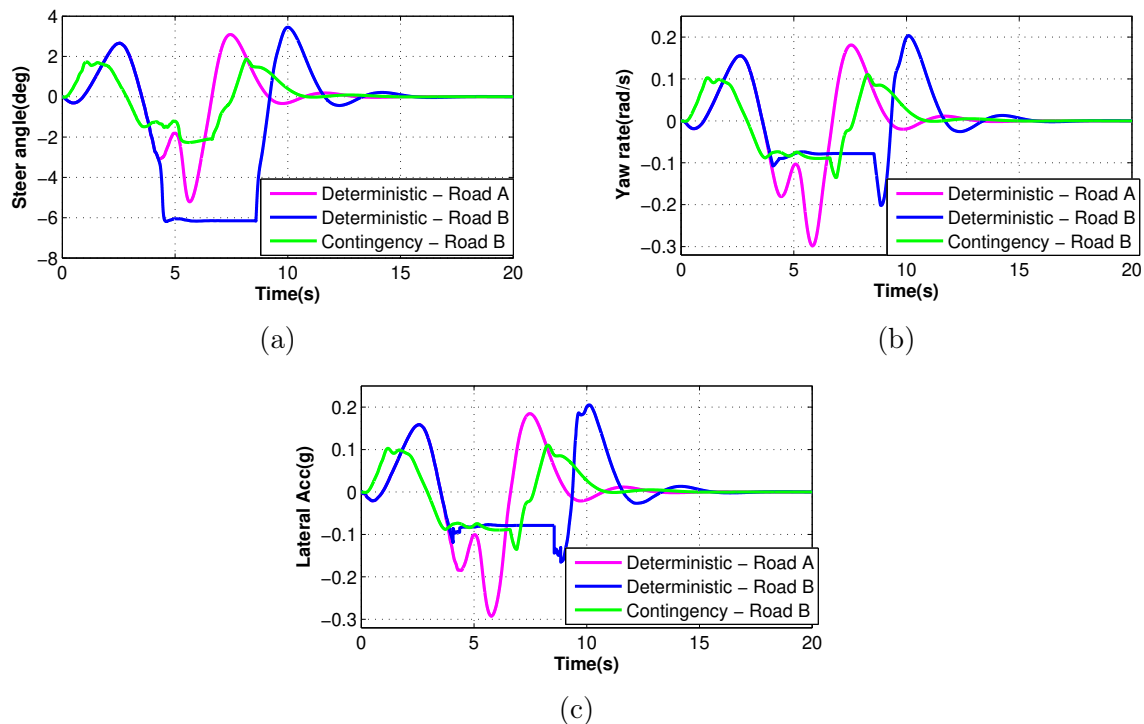 4
2
0
−2
−4
−6
−8
0 5 10 15 20
Steer angle(deg)
Time(s)
Deterministic − Road A
Deterministic − Road B
Contingency − Road B
(a)
0.2
0.1
0
−0.1
−0.2
−0.3
0 5 10 15 20
Yaw rate(rad/s)
Time(s)
Deterministic − Road A
Deterministic − Road B
Contingency − Road B
(b)
0.2
0.1
0
−0.1
−0.2
−0.3
0 5 10 15 20
Lateral Acc(g)
Time(s)
Deterministic − Road A
Deterministic − Road B
Contingency − Road B
(c)